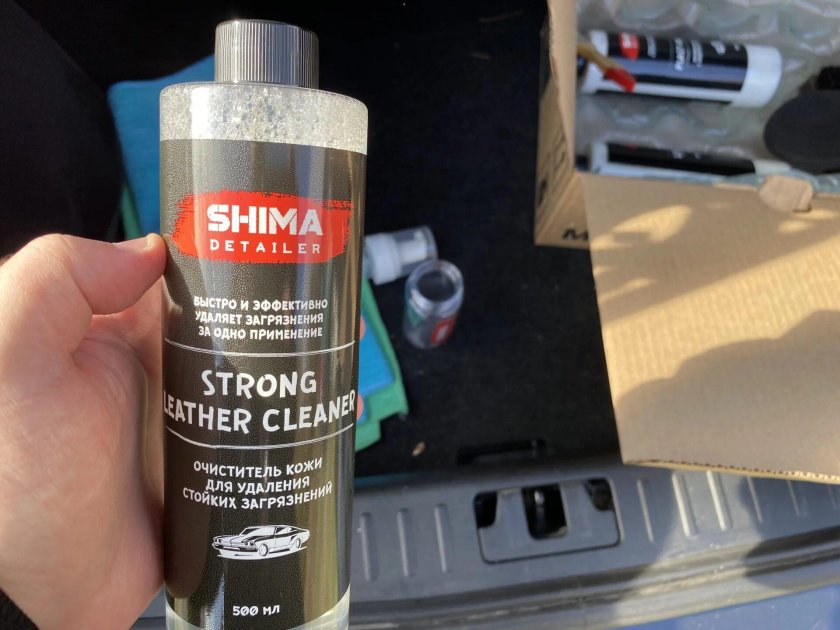 SHIMA
DETAILER
БЫСТРО И ЭФФЕКТИВНО
УДАЛЯЕТ ЗАГРЯЗНЕНИЯ
ЗА ОДНО ПРИМЕНЕНИЕ
STRONG
LEATHER CLEANER
ОЧИСТИТЕЛЬ КОЖИ
ДЛЯ УДАЛЕНИЯ
СТОЙКИХ ЗАГРЯЗНЕНИЙ
500 МЛ